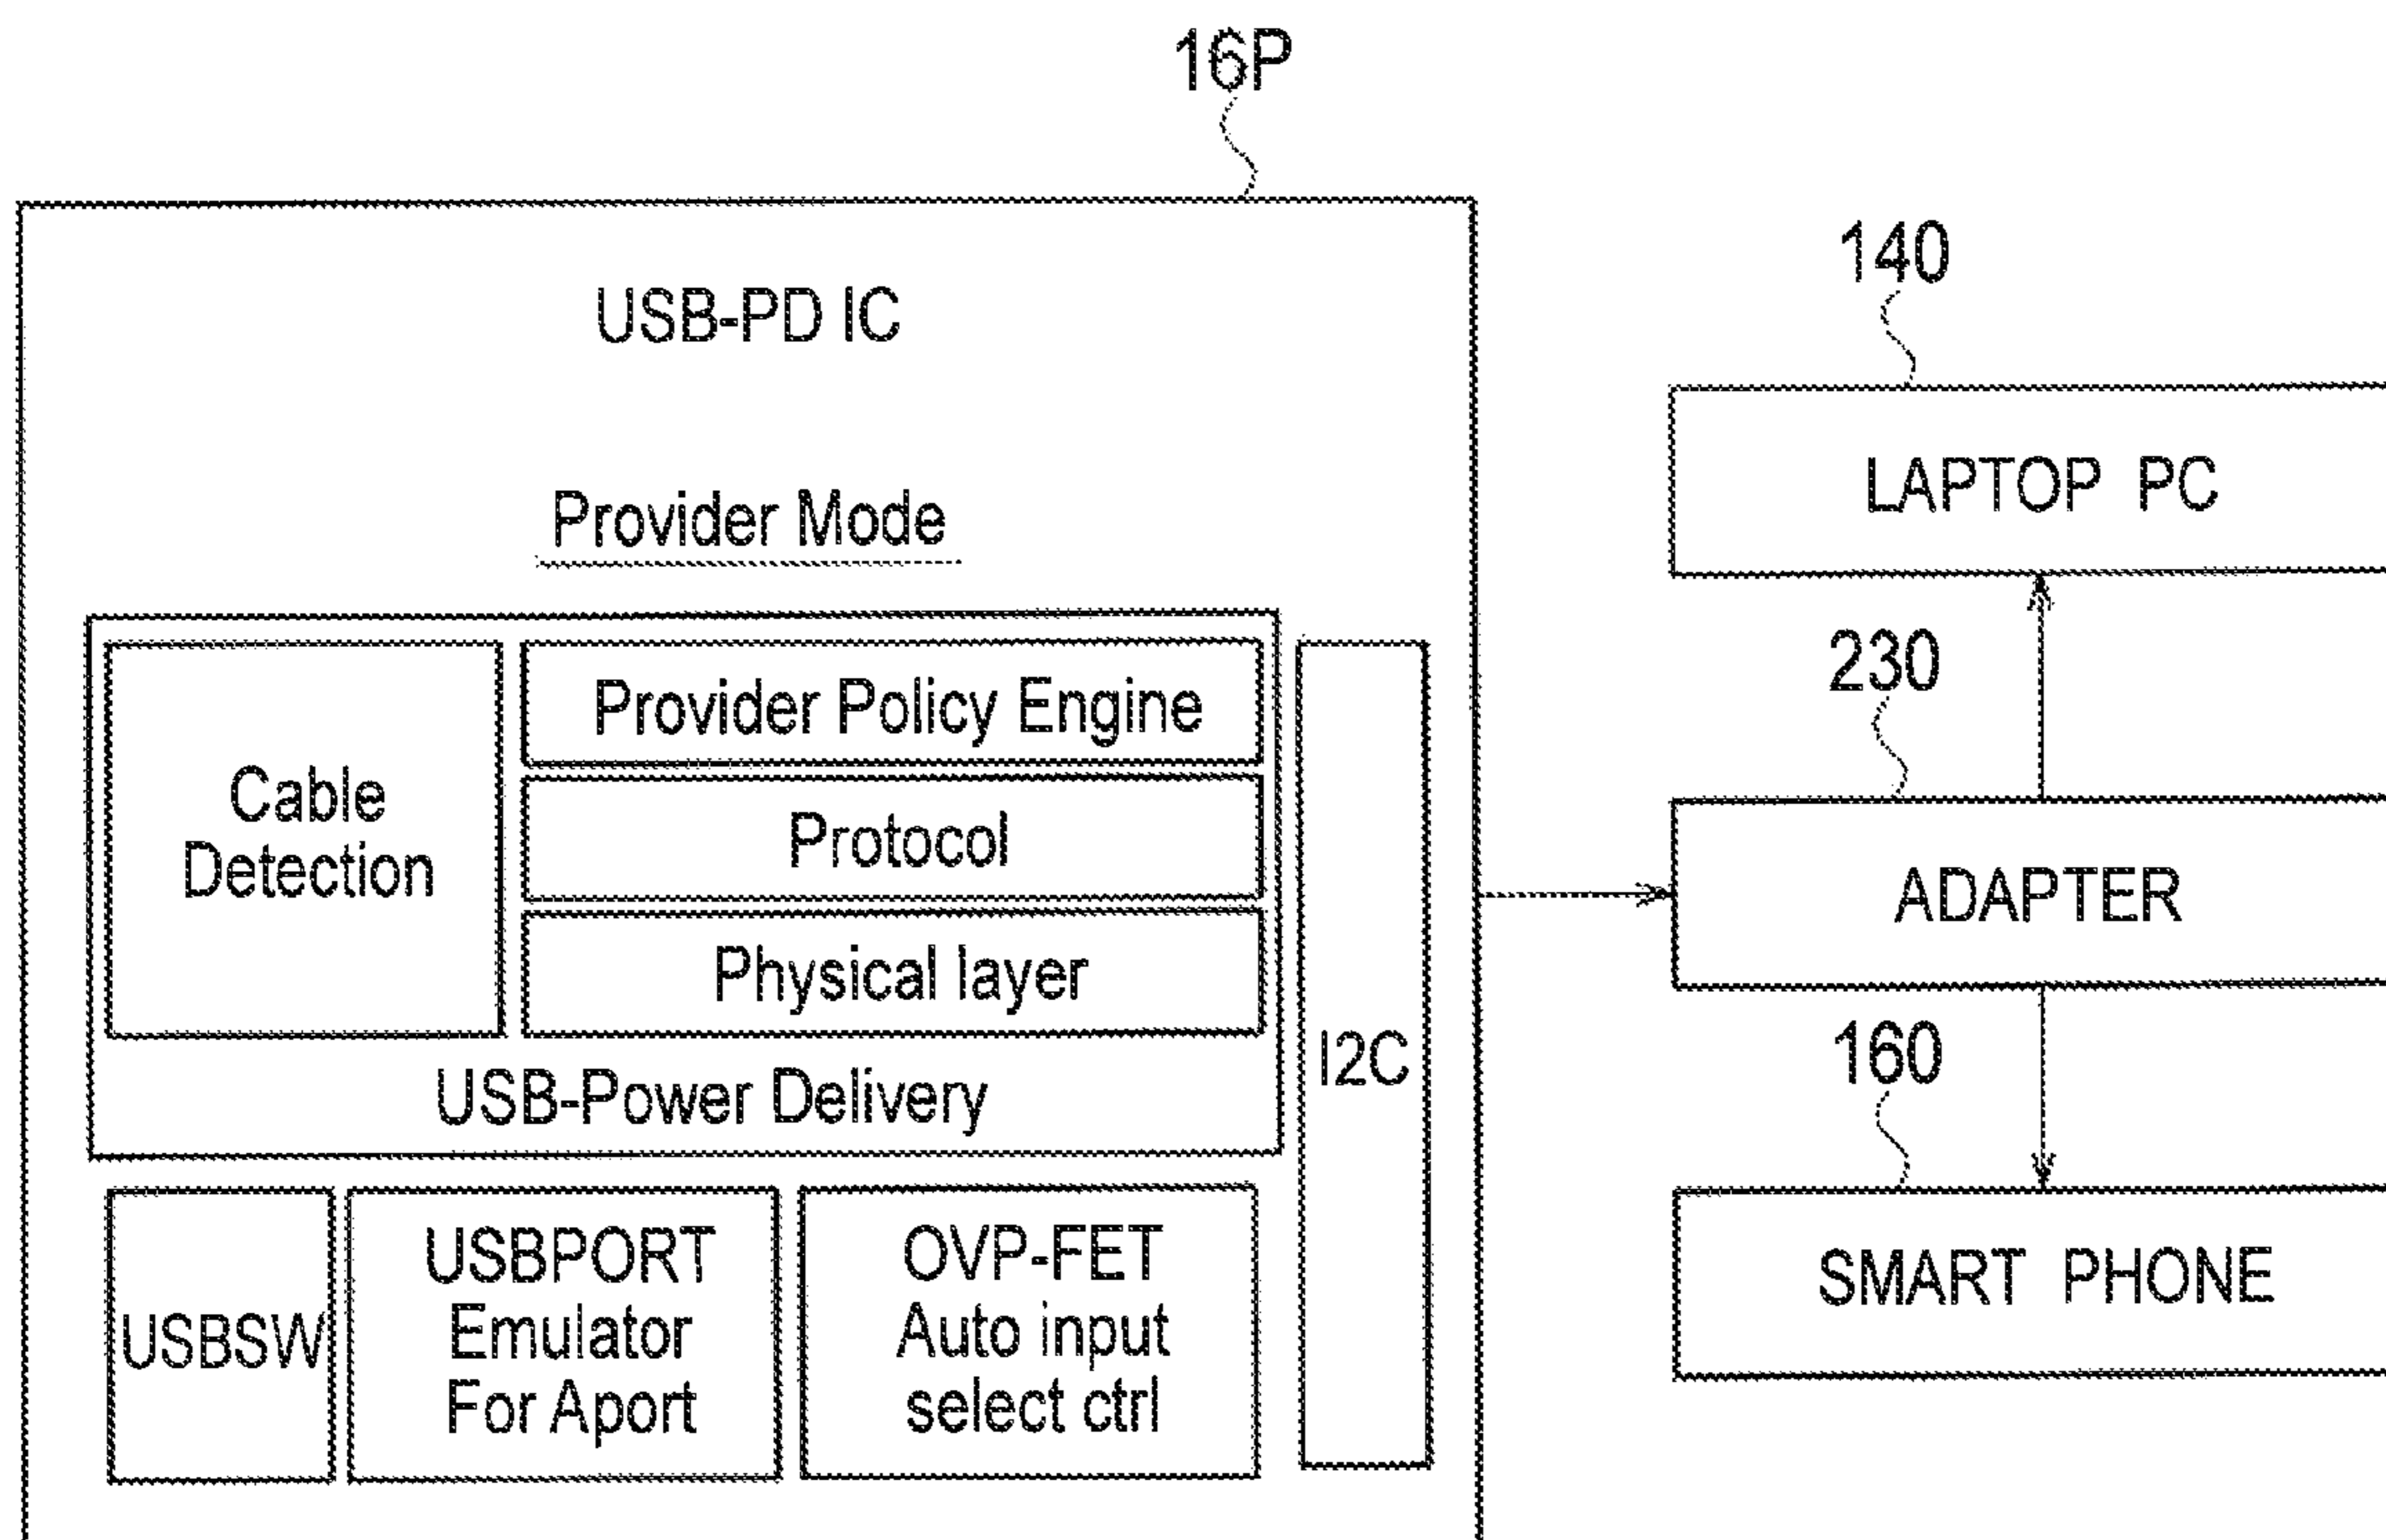 16P
USB-PD IC
Provider Mode
Cable
Detection
Provider Policy Engine
Protocol
Physical layer
USB-Power Delivery
I2C
USBSW
USBPORT
Emulator
For Aport
OVP-FET
Auto input
select ctrl
140
LAPTOP PC
230
ADAPTER
160
SMART PHONE